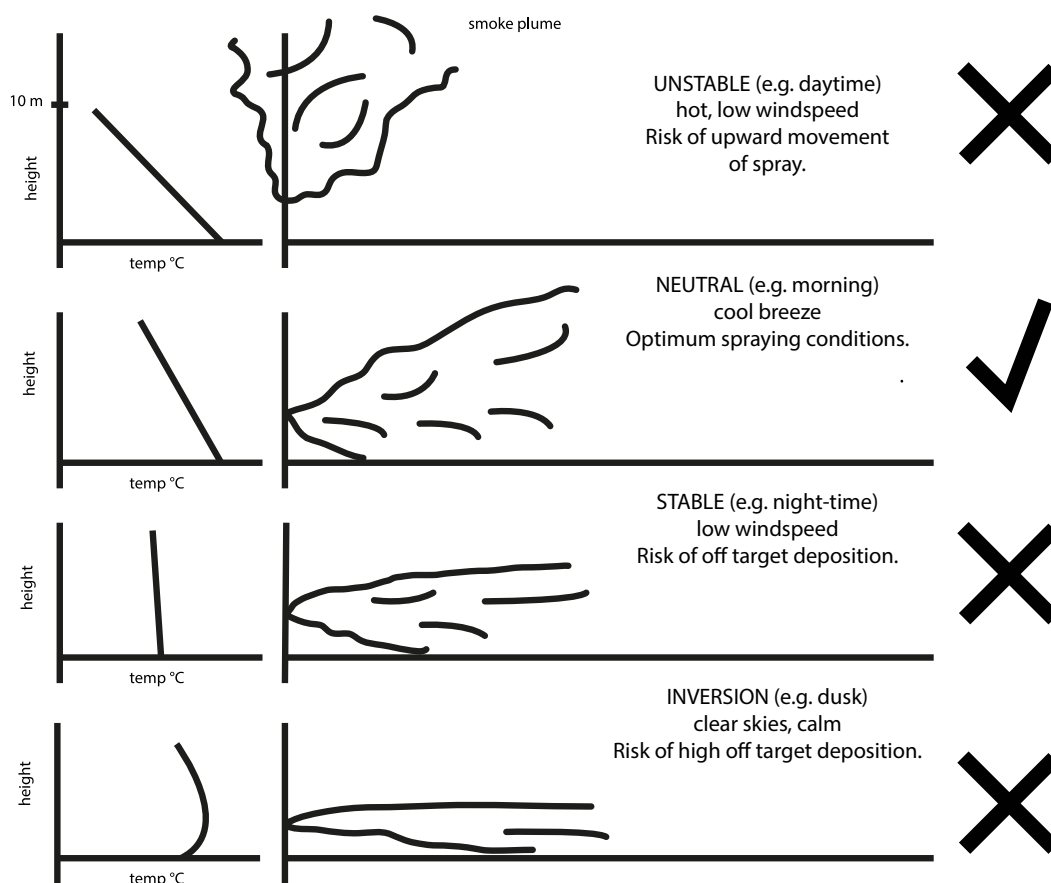 smoke plume
10 m
height
temp °C
UNSTABLE (e.g. daytime)
hot, low windspeed
Risk of upward movement
of spray.
height
temp °C
NEUTRAL (e.g. morning)
cool breeze
Optimum spraying conditions.
.
height
temp °C
STABLE (e.g. night-time)
low windspeed
Risk of off target deposition.
height
temp °C
INVERSION (e.g. dusk)
clear skies, calm
Risk of high off target deposition.